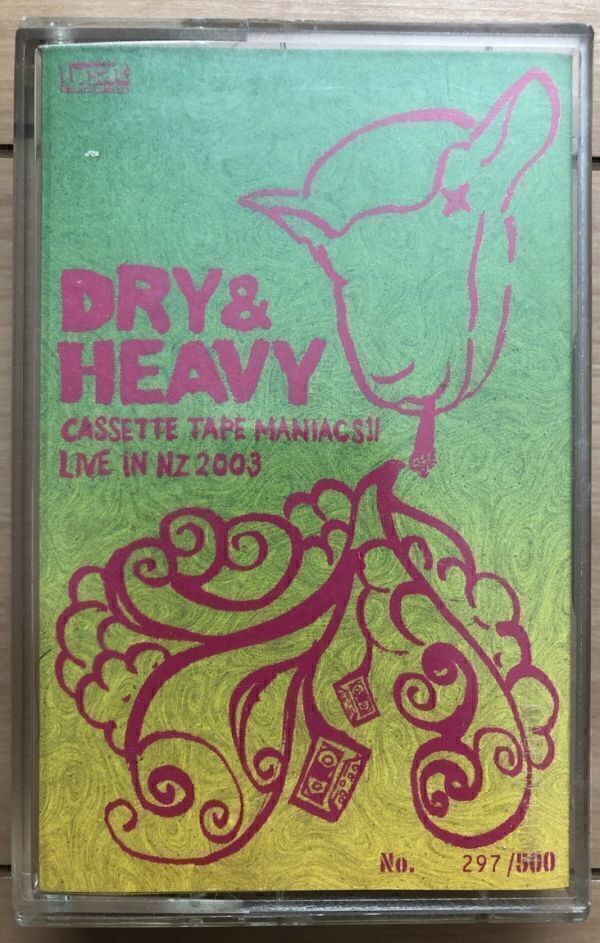 DRY &
HEAVY
CASSETTE TAPE MANIACS!!
LIVE IN NZ 2003
No. 297/500